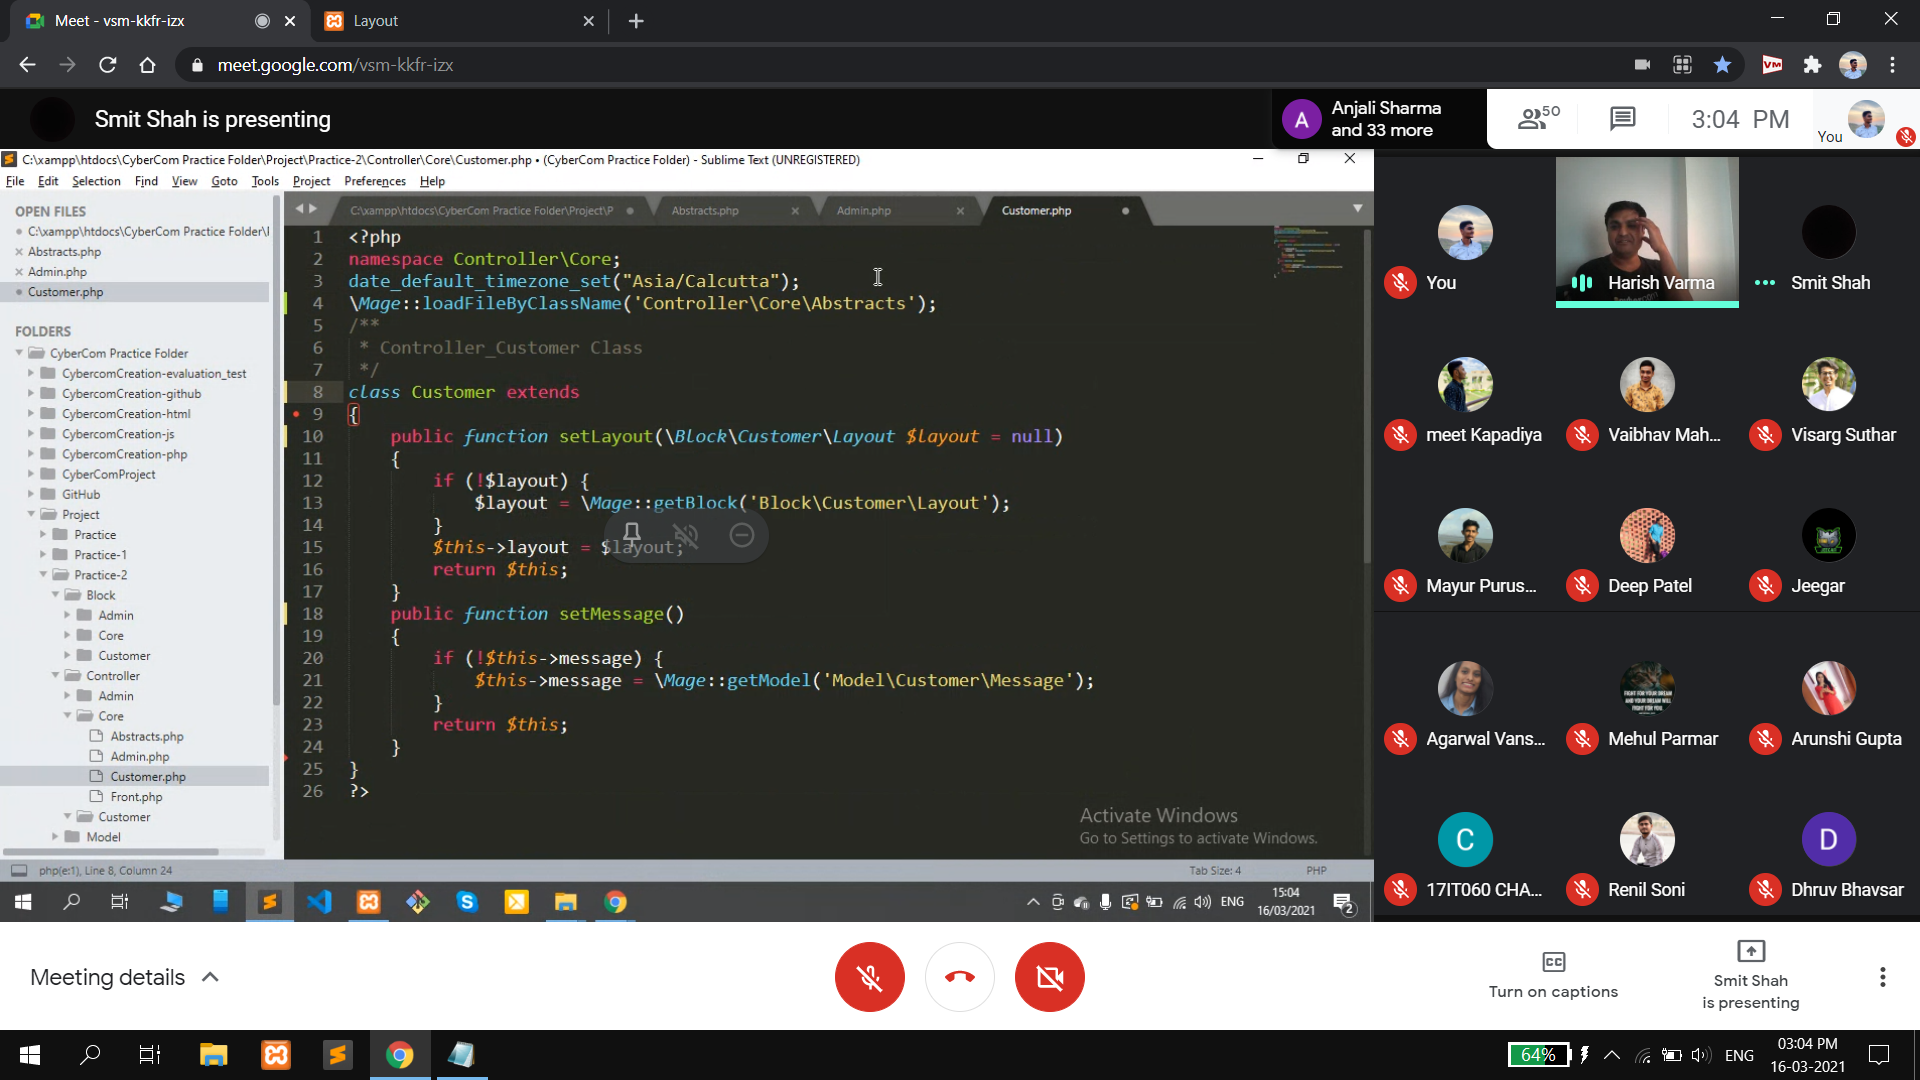 Meet - vsm-kkfr-izx
Layout
meet.google.com/vsm-kkfr-izx
VM
Smit Shah is presenting
A
Anjali Sharma
and 33 more
50
3:04 PM
You
C:\xampp\htdocs\CyberCom Practice Folder\Project\Practice-2\Controller\Core\Customer.php • (CyberCom Practice Folder) - Sublime Text (UNREGISTERED)
File Edit Selection Find View Goto Tools Project Preferences Help
OPEN FILES
C:\xampp\htdocs\CyberCom Practice Folder\I
Abstracts.php
Admin.php
Customer.php
FOLDERS
CyberCom Practice Folder
CybercomCreation-evaluation_test
CybercomCreation-github
CybercomCreation-html
CybercomCreation-js
CybercomCreation-php
CyberComProject
GitHub
Project
Practice
Practice-1
Practice-2
Block
Admin
Core
Customer
Controller
Admin
Core
Abstracts.php
Admin.php
Customer.php
Front.php
Customer
Model
C:\xampp\htdocs\CyberCom Practice Folder\Project\P
Abstracts.php
Admin.php
Customer.php
1 <?php
2 namespace Controller\Core;
3 date_default_timezone_set("Asia/Calcutta");
4 \Mage::loadFileByClassName('Controller\Core\Abstracts');
5 /**
6 * Controller_Customer Class
7 */
8 class Customer extends
9 {
10 public function setLayout(\Block\Customer\Layout $layout = null)
11 {
12 if (!$layout) {
13 $layout = \Mage::getBlock('Block\Customer\Layout');
14 }
15 $this->layout = $layout;
16 return $this;
17 }
18 public function setMessage()
19 {
20 if (!$this->message) {
21 $this->message = \Mage::getModel('Model\Customer\Message');
22 }
23 return $this;
24 }
25 }
26 ?>
Activate Windows
Go to Settings to activate Windows.
php(e:1), Line 8, Column 24
Tab Size: 4
PHP
ENG
15:04
16/03/2021
2
You
Harish Varma
Smit Shah
meet Kapadiya
Vaibhav Mah...
Visarg Suthar
Mayur Purus...
Deep Patel
Jeegar
Agarwal Vans...
Mehul Parmar
Arunshi Gupta
C
17IT060 CHA...
Renil Soni
D
Dhruv Bhavsar
Meeting details
CC
Turn on captions
Smit Shah
is presenting
64%
ENG
03:04 PM
16-03-2021